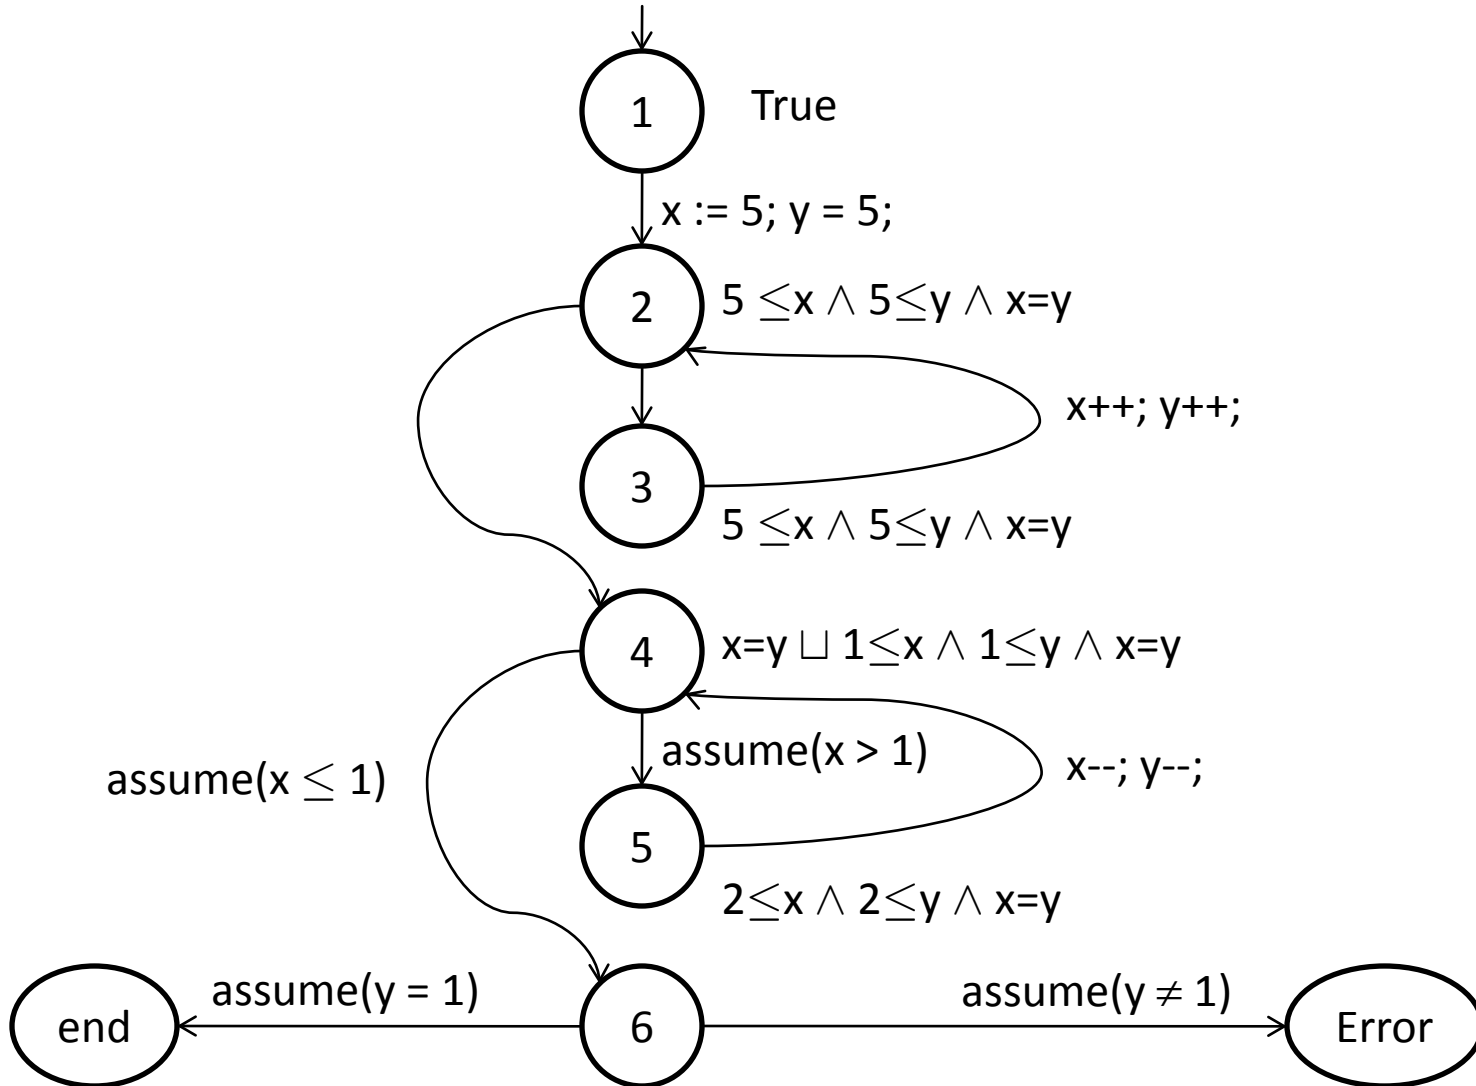 1 True
x := 5; y = 5;
2 5 ≤x ∧ 5≤y ∧ x=y
x++; y++;
3
5 ≤x ∧ 5≤y ∧ x=y
4 x=y ⊔ 1≤x ∧ 1≤y ∧ x=y
assume(x > 1)
assume(x ≤ 1)
x--; y--;
5
2≤x ∧ 2≤y ∧ x=y
assume(y = 1)
assume(y ≠ 1)
end
6
Error